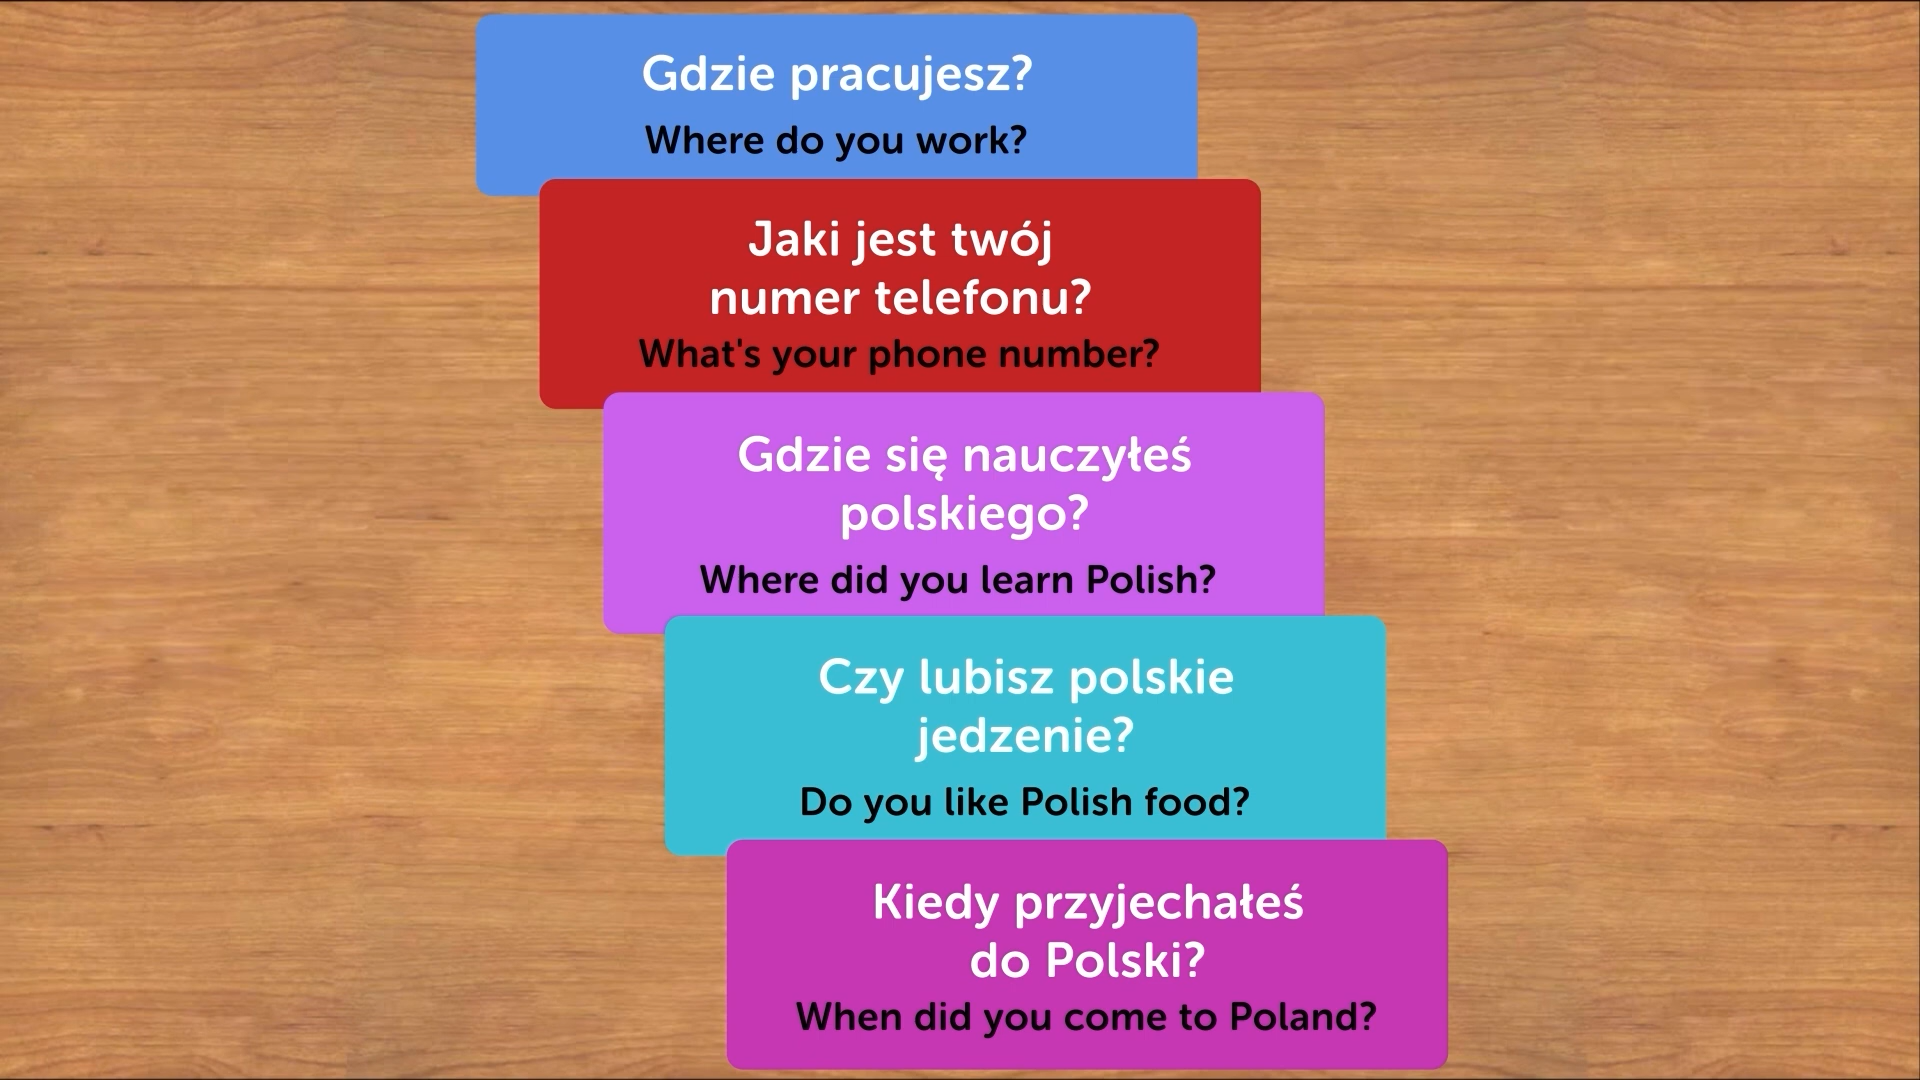 Gdzie pracujesz?
Where do you work?
Jaki jest twój
numer telefonu?
What's your phone number?
Gdzie się nauczyłeś
polskiego?
Where did you learn Polish?
Czy lubisz polskie
jedzenie?
Do you like Polish food?
Kiedy przyjechałeś
do Polski?
When did you come to Poland?